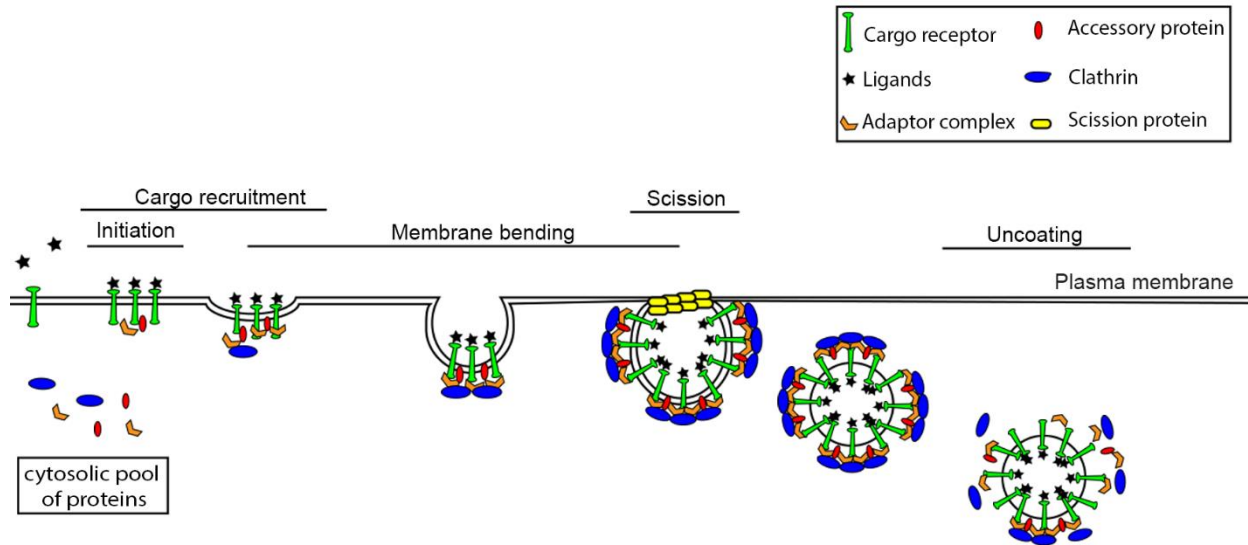 Cargo receptor
Accessory protein
Ligands
Clathrin
Adaptor complex
Scission protein
Cargo recruitment
Scission
Initiation
Membrane bending
Uncoating
Plasma membrane
cytosolic pool
of proteins